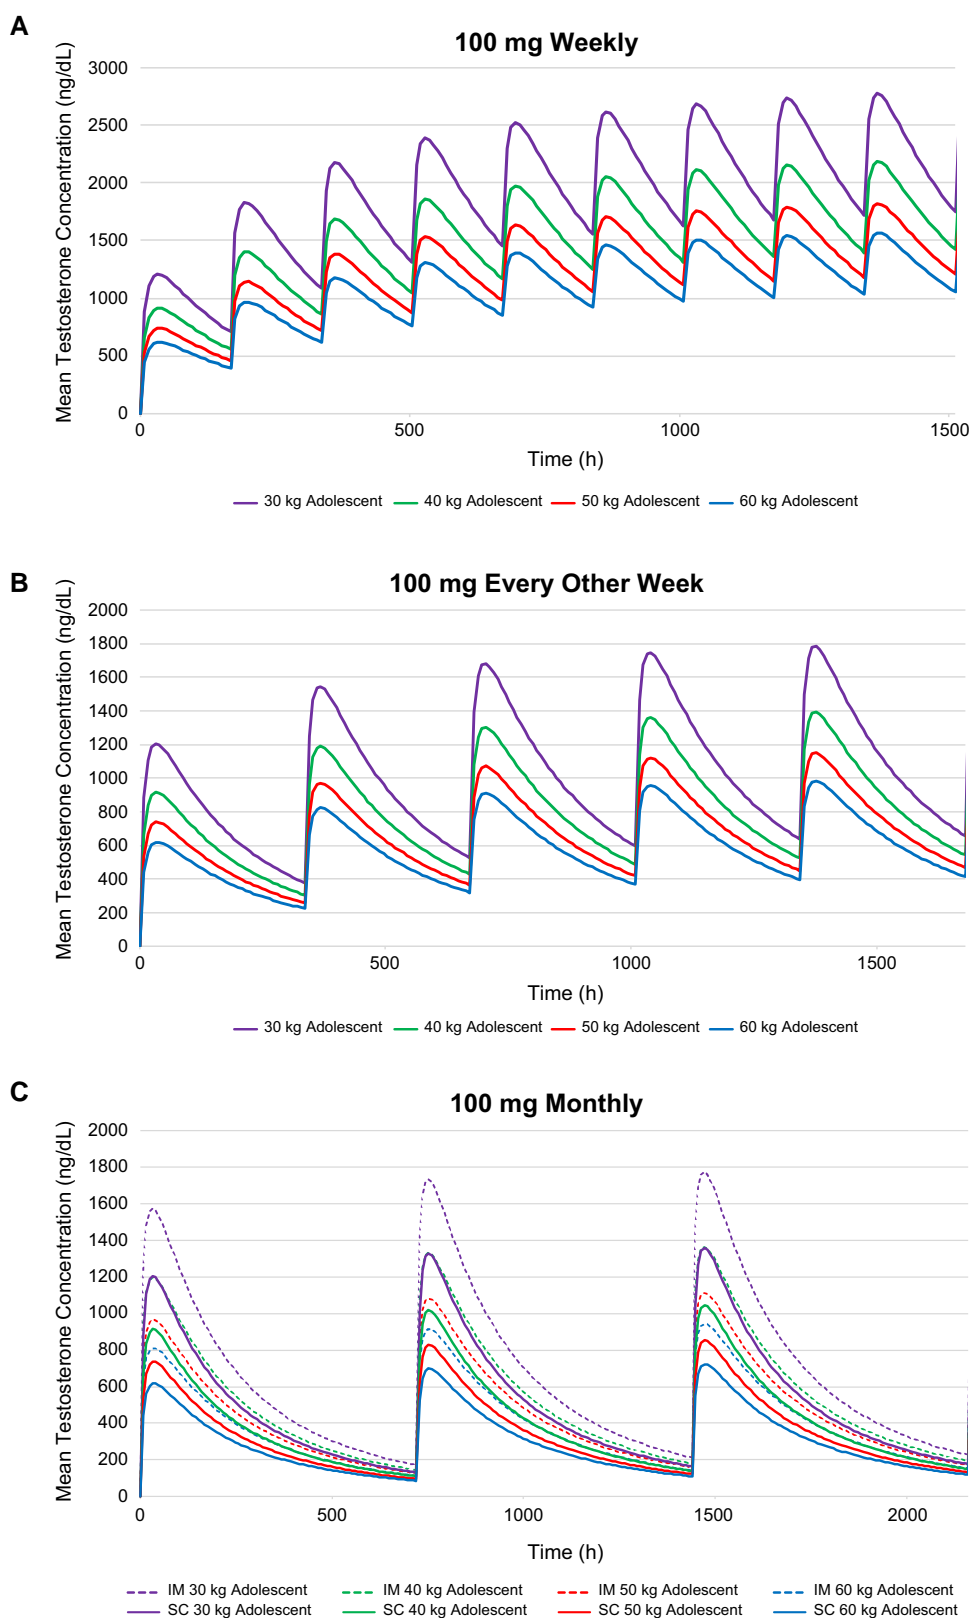 A
100 mg Weekly
Mean Testosterone Concentration (ng/dL)
3000
2500
2000
1500
1000
500
0
0 500 1000 1500
Time (h)
30 kg Adolescent 40 kg Adolescent 50 kg Adolescent 60 kg Adolescent
B
100 mg Every Other Week
Mean Testosterone Concentration (ng/dL)
2000
1800
1600
1400
1200
1000
800
600
400
200
0
0 500 1000 1500
Time (h)
30 kg Adolescent 40 kg Adolescent 50 kg Adolescent 60 kg Adolescent
C
100 mg Monthly
Mean Testosterone Concentration (ng/dL)
2000
1800
1600
1400
1200
1000
800
600
400
200
0
0 500 1000 1500 2000
Time (h)
IM 30 kg Adolescent IM 40 kg Adolescent IM 50 kg Adolescent IM 60 kg Adolescent
SC 30 kg Adolescent SC 40 kg Adolescent SC 50 kg Adolescent SC 60 kg Adolescent